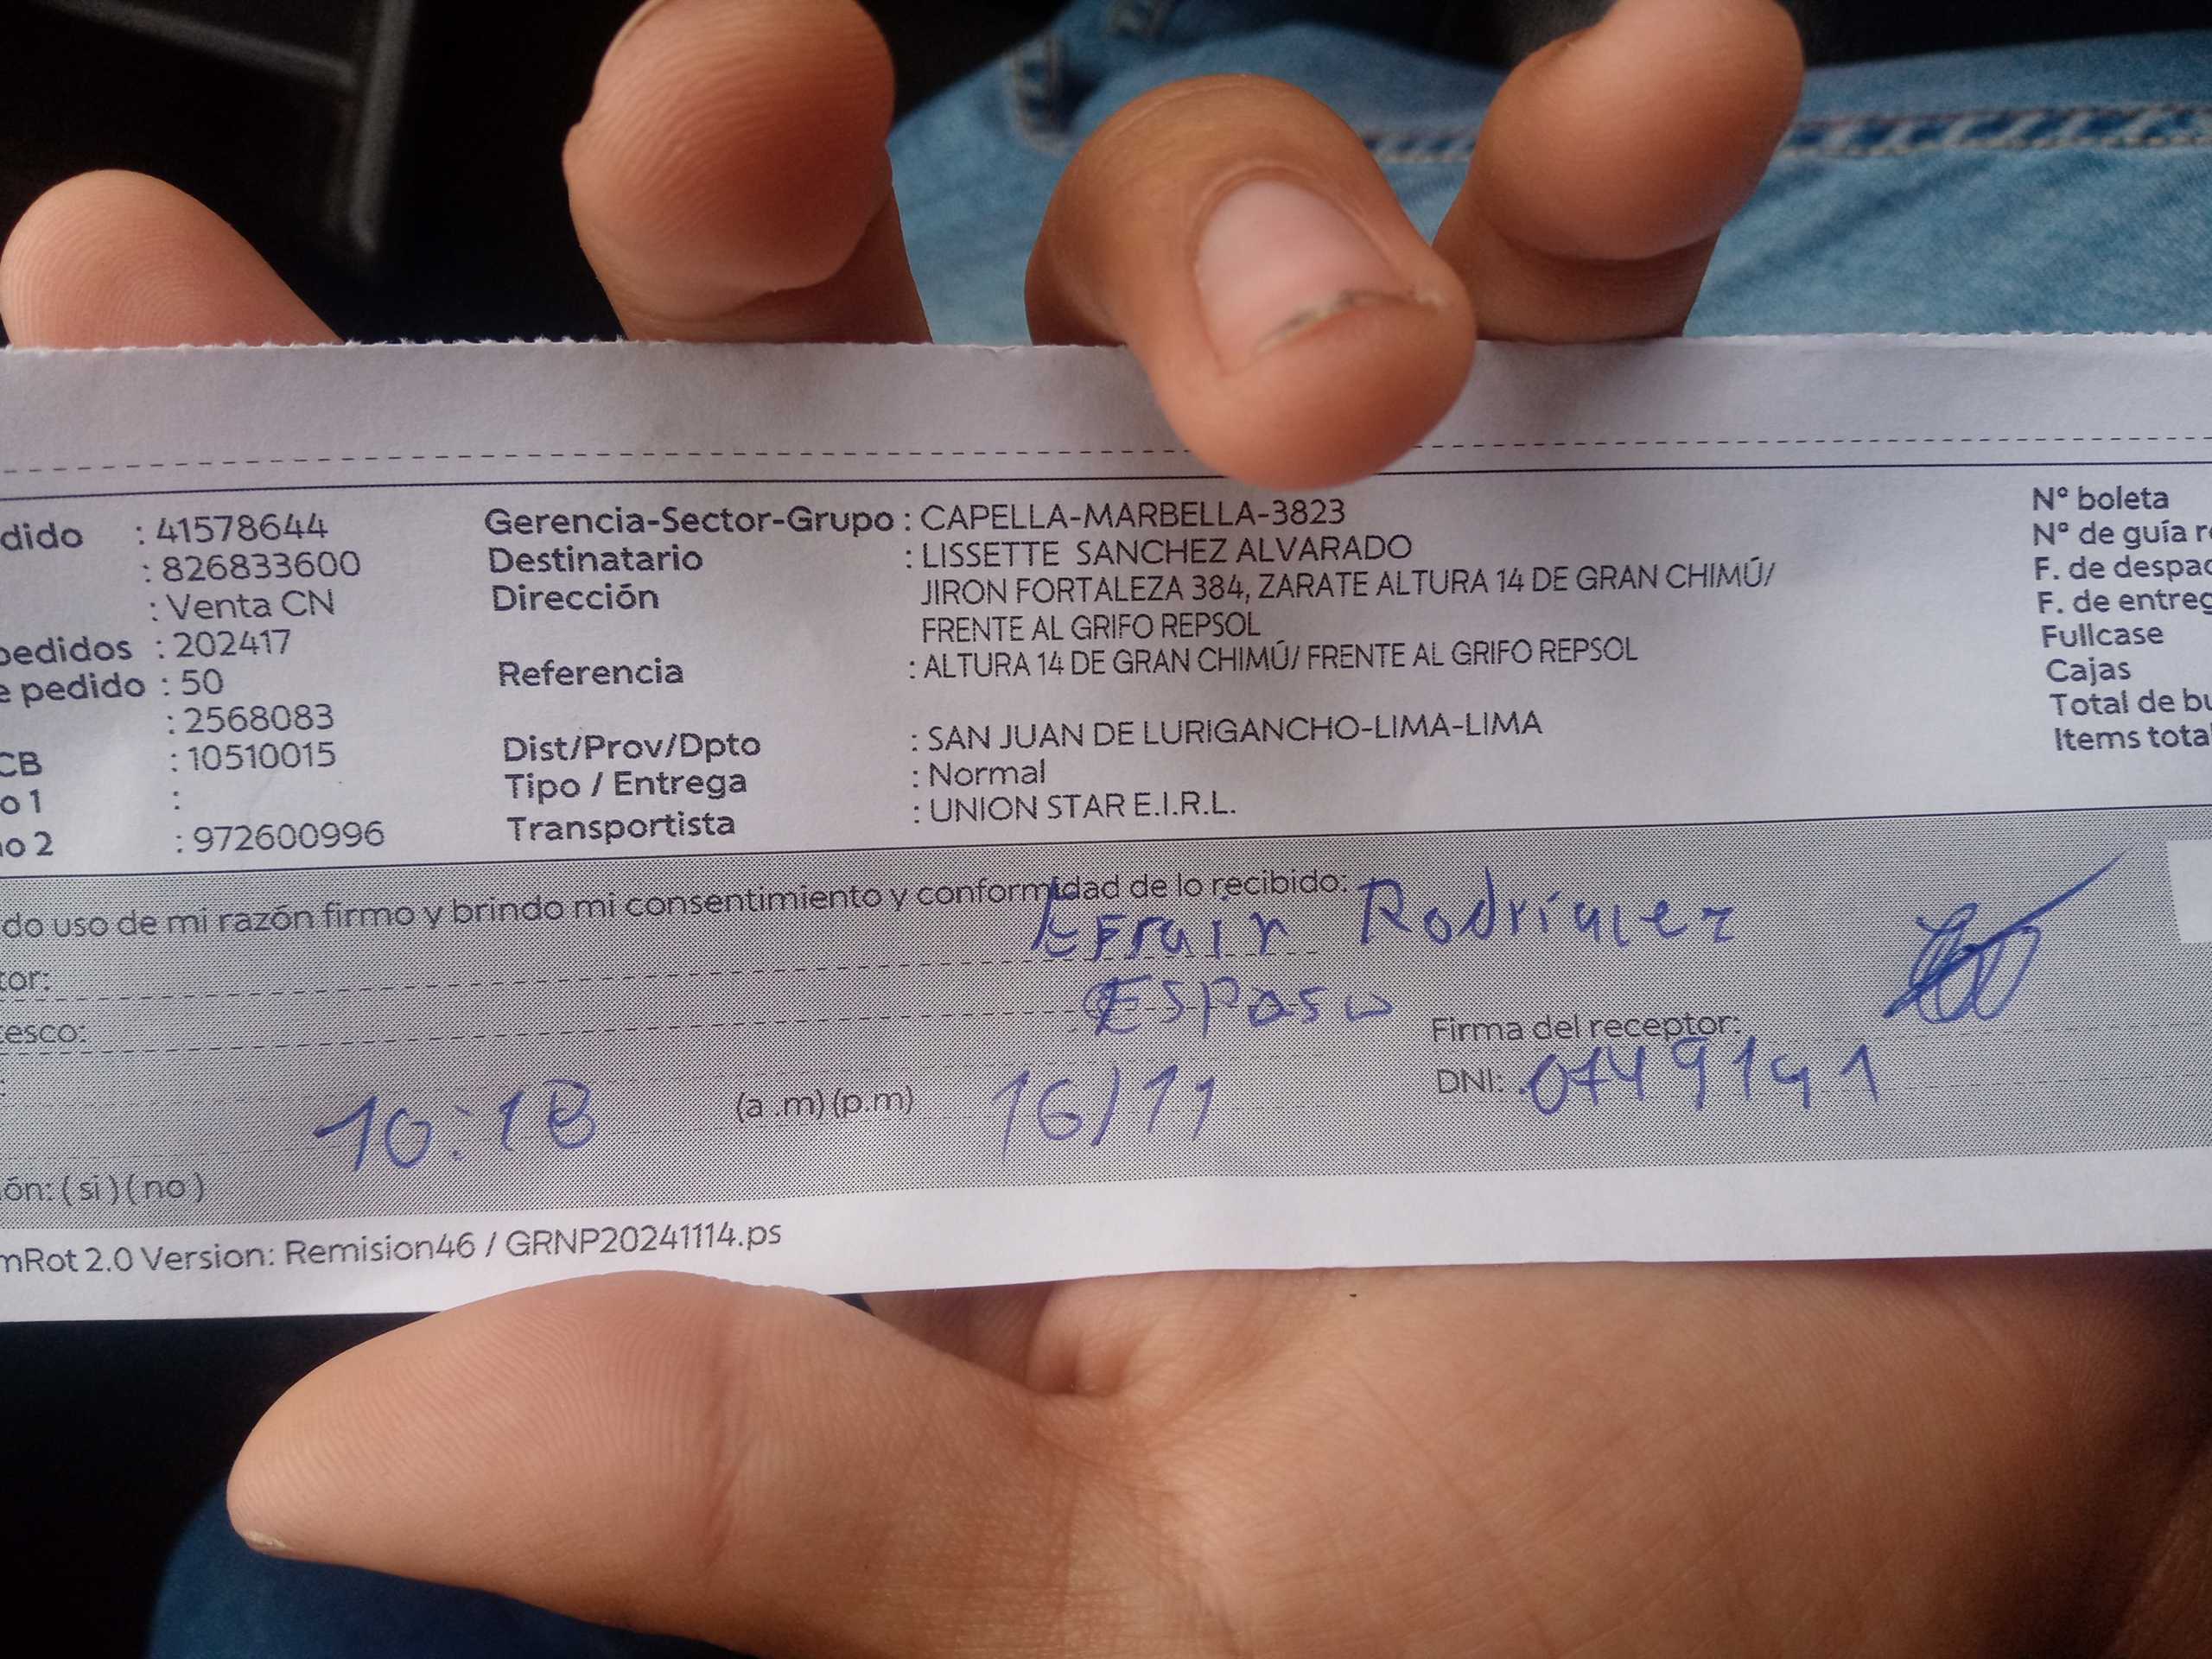 dido : 41578644
: 826833600
: Venta CN
pedidos : 202417
e pedido : 50
: 2568083
CB : 10510015
o 1 :
no 2 : 972600996
Gerencia-Sector-Grupo : CAPELLA-MARBELLA-3823
Destinatario : LISSETTE SANCHEZ ALVARADO
Dirección JIRON FORTALEZA 384, ZARATE ALTURA 14 DE GRAN CHIMÚ/
FRENTE AL GRIFO REPSOL
Referencia : ALTURA 14 DE GRAN CHIMÚ/ FRENTE AL GRIFO REPSOL
Dist/Prov/Dpto : SAN JUAN DE LURIGANCHO-LIMA-LIMA
Tipo / Entrega : Normal
Transportista : UNION STAR E.I.R.L.
N° boleta
N° de guía re
F. de despac
F. de entreg
Fullcase
Cajas
Total de bu
Items total
do uso de mi razón firmo y brindo mi consentimiento y conformidad de lo recibido:
tor: Efrain Rodriguez
tesco: Esposo
Firma del receptor:
: 10:18 (a .m) (p.m) 16/11
DNI: 07449141
ón: ( si ) ( no )
mRot 2.0 Version: Remision46 / GRNP20241114.ps